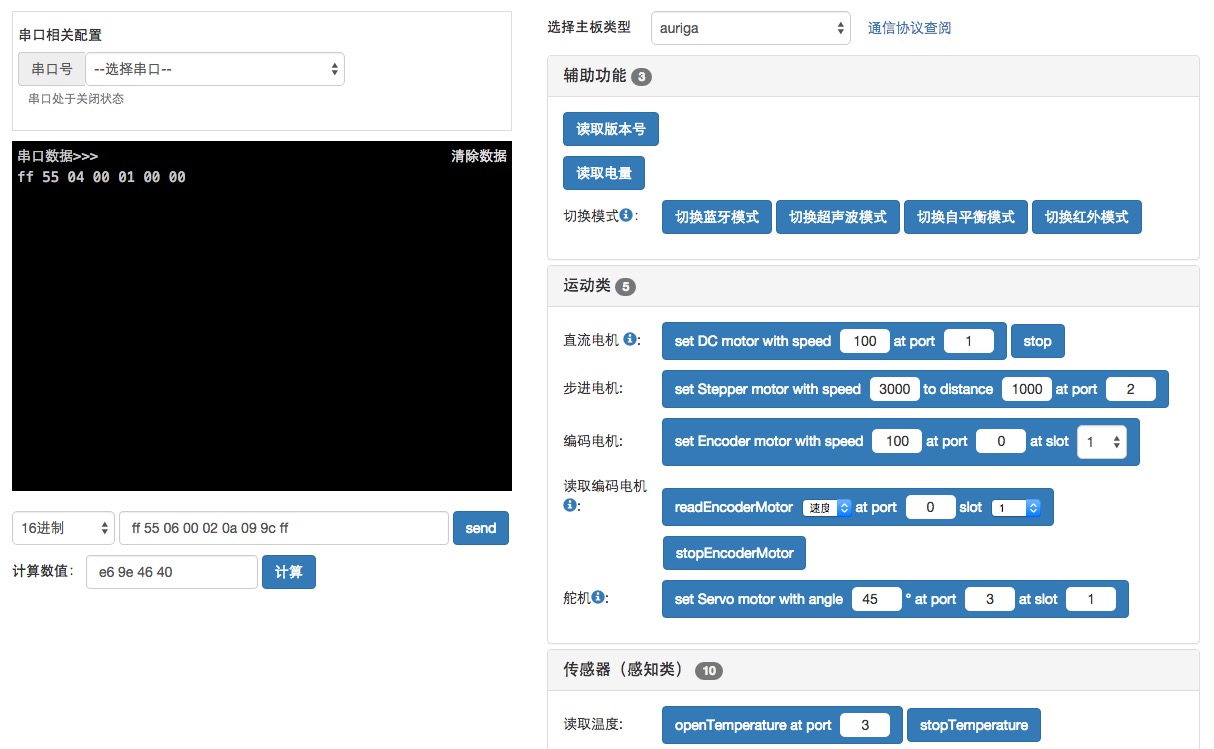 串口相关配置
串口号 --选择串口--
串口处于关闭状态
串口数据>>> 清除数据
ff 55 04 00 01 00 00
16进制 ff 55 06 00 02 0a 09 9c ff send
计算数值: e6 9e 46 40 计算
选择主板类型 auriga 通信协议查阅
辅助功能 3
读取版本号
读取电量
切换模式: 切换蓝牙模式 切换超声波模式 切换自平衡模式 切换红外模式
运动类 5
直流电机: set DC motor with speed 100 at port 1 stop
步进电机: set Stepper motor with speed 3000 to distance 1000 at port 2
编码电机: set Encoder motor with speed 100 at port 0 at slot 1
读取编码电机: readEncoderMotor 速度 at port 0 slot 1
stopEncoderMotor
舵机: set Servo motor with angle 45 ° at port 3 at slot 1
传感器（感知类） 10
读取温度: openTemperature at port 3 stopTemperature